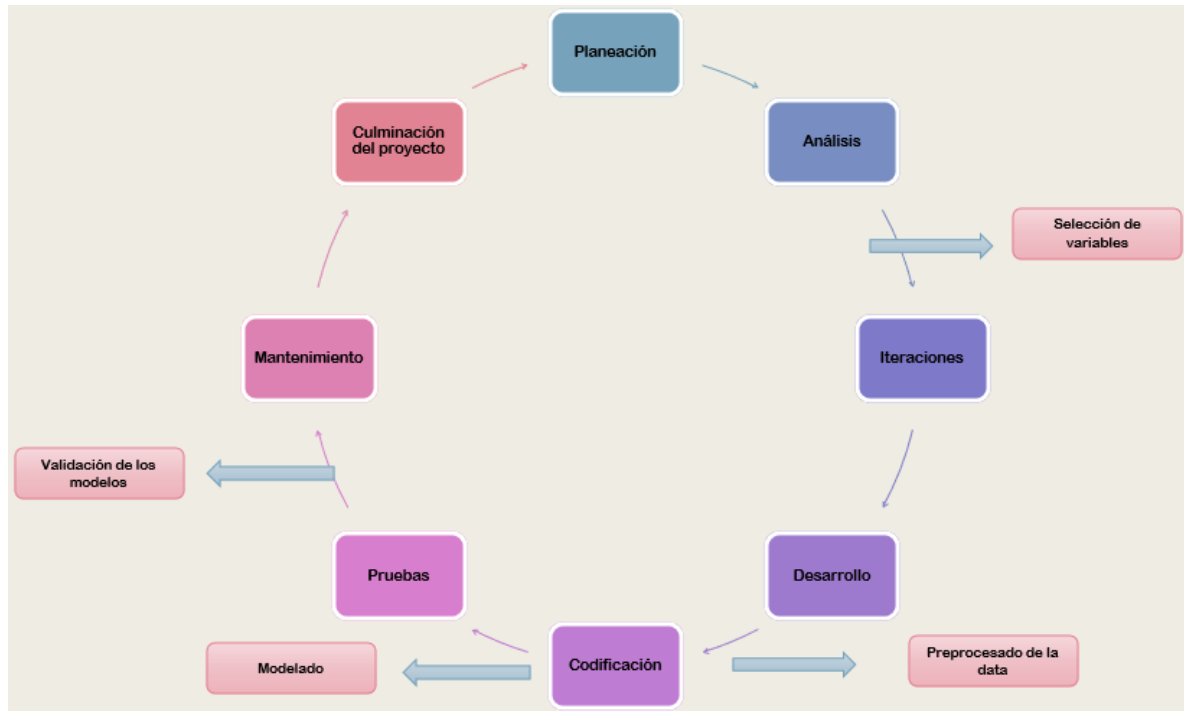 Planeación
Culminación
del proyecto
Análisis
Selección de
variables
Mantenimiento
Iteraciones
Validación de los
modelos
Pruebas
Desarrollo
Modelado
Codificación
Preprocesado de la
data